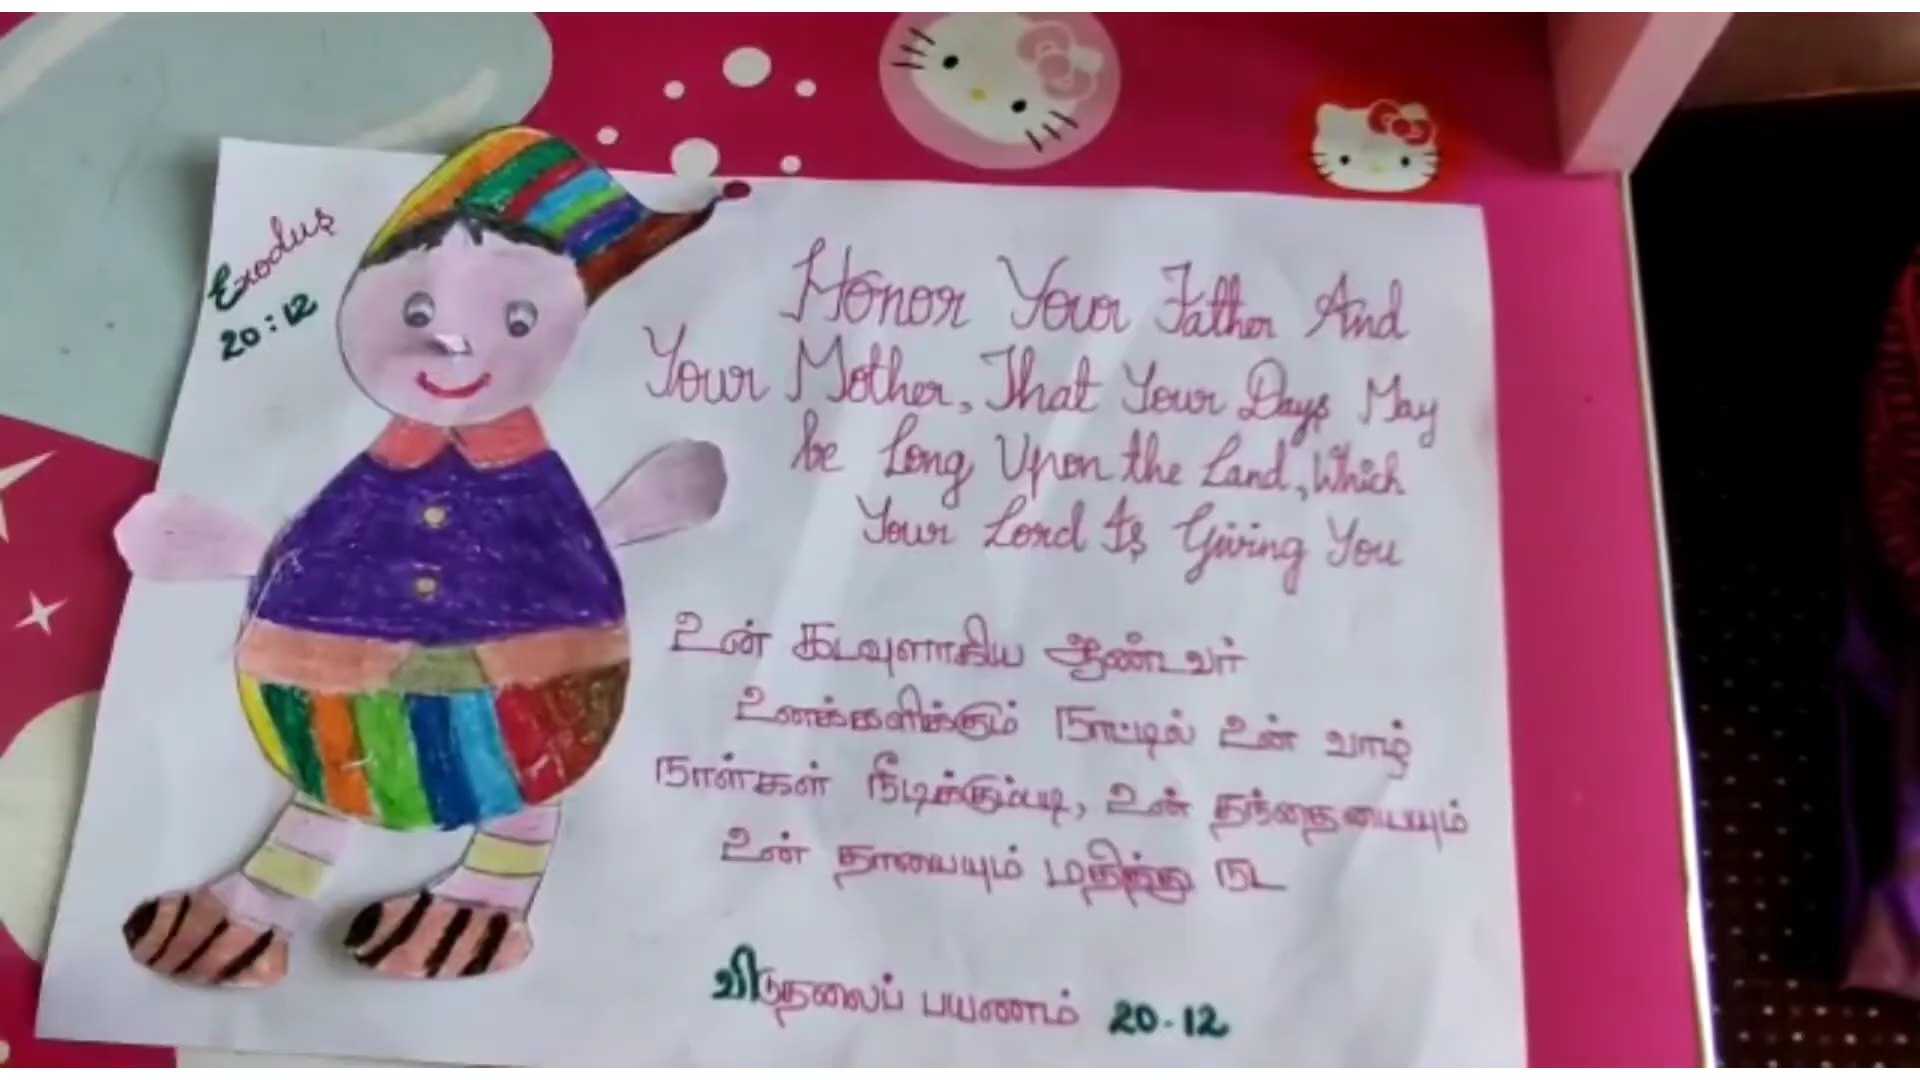 Exodus
20:12
Honor Your Father And
Your Mother, That Your Days May
be Long Upon the Land, Which
Your Lord Is Giving You
உன் கடவுளாகிய ஆண்டவர்
உனக்களிக்கும் நாட்டில் உன் வாழ்
நாள்கள் நீடிக்கும்படி, உன் தந்தையையும்
உன் தாயையும் மதித்து நட
விடுதலைப் பயணம் 20-12